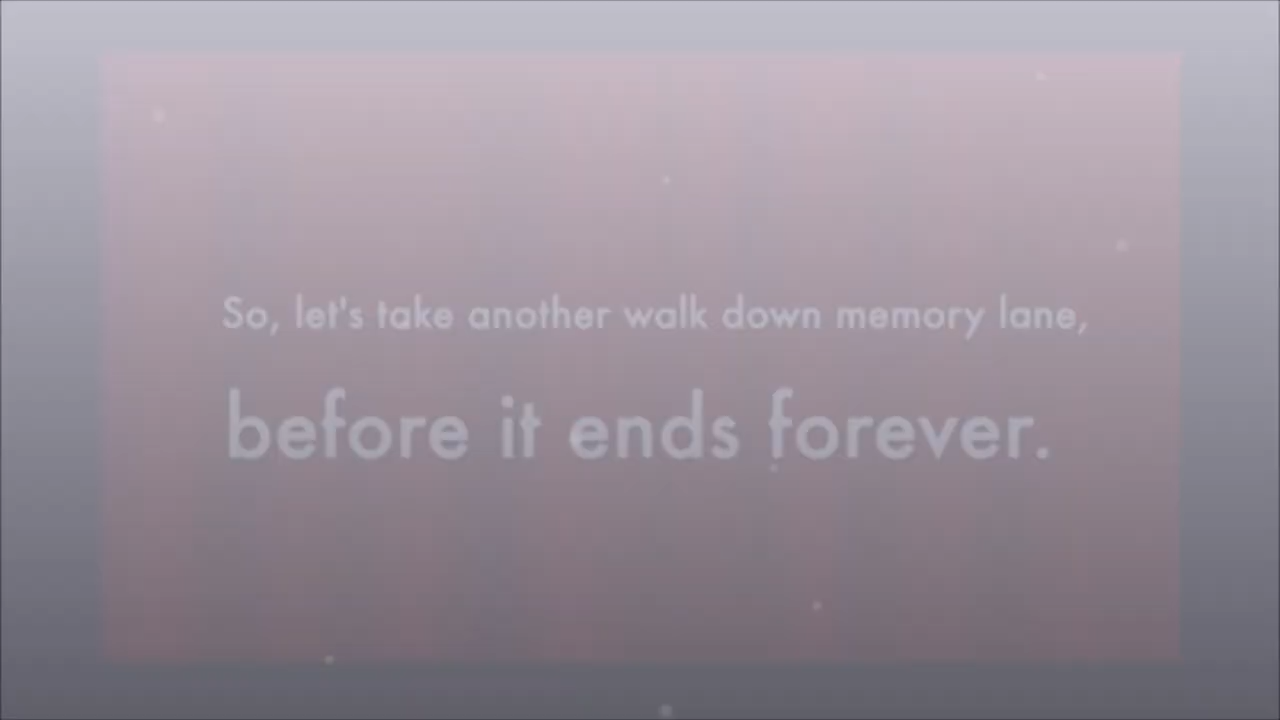 So, let's take another walk down memory lane,
before it ends forever.